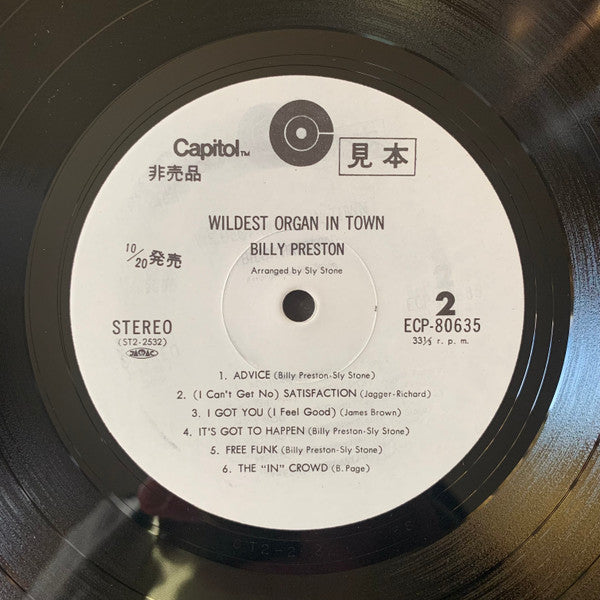 Capitol™
見本
非売品
WILDEST ORGAN IN TOWN
BILLY PRESTON
Arranged by Sly Stone
10/20 発売
2
STEREO
ECP-80635
(ST2-2532)
33⅓ r. p. m.
1. ADVICE (Billy Preston-Sly Stone)
2. (I Can't Get No) SATISFACTION (Jagger-Richard)
3. I GOT YOU (I Feel Good) (James Brown)
4. IT'S GOT TO HAPPEN (Billy Preston-Sly Stone)
5. FREE FUNK (Billy Preston-Sly Stone)
6. THE "IN" CROWD (B. Page)